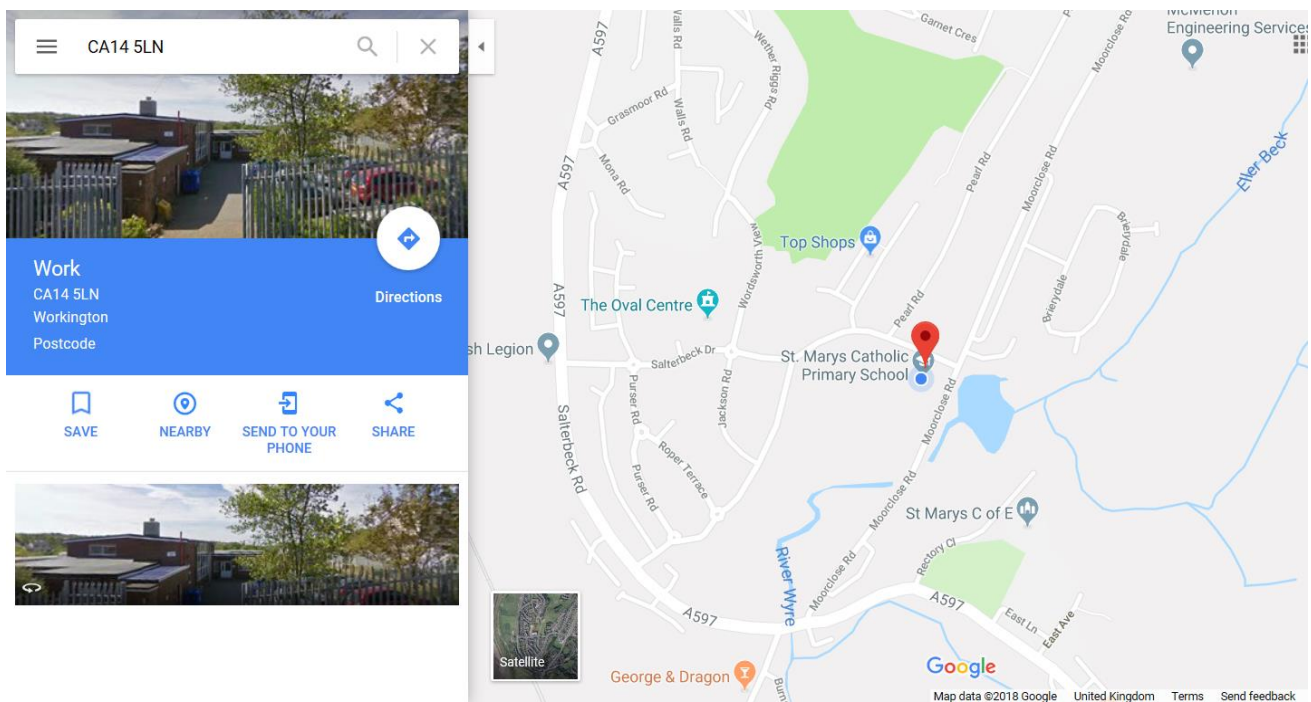 CA14 5LN
Work
CA14 5LN
Workington
Postcode
Directions
SAVE
NEARBY
SEND TO YOUR
PHONE
SHARE
A597
Walls Rd
Wether Riggs Rd
Garnet Cres
Moorclose Rd
McMenon
Engineering Services
Grasmoor Rd
Walls Rd
Mona Rd
A597
Pearl Rd
Moorclose Rd
Eller Beck
Top Shops
Wordsworth View
Brierydale
Brierydale
A597
The Oval Centre
Pearl Rd
sh Legion
Salterbeck Dr
St. Marys Catholic
Primary School
Purser Rd
Jackson Rd
Moorclose Rd
Salterbeck Rd
Roper Terrace
Purser Rd
Moorclose Rd
St Marys C of E
River Wyre
Moorclose Rd
Rectory Cl
A597
A597
East Ln
East Ave
Satellite
George & Dragon
Burn
Google
Map data ©2018 Google United Kingdom Terms Send feedback